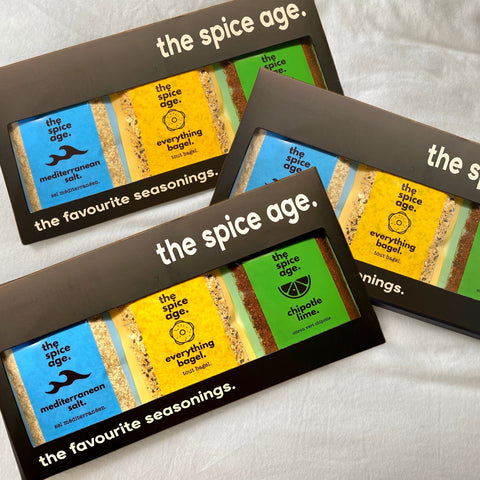 the spice age.
the
spice
age.
mediterranean
salt.
sel méditerranéen.
the
spice
age.
everything
bagel.
tout bagel.
the
spice
age.
the favourite seasonings.
the spice age.
the
spice
age.
mediterranean
the
spice
age.
everything
bagel.
tout bagel.
seasonings.
the spice age.
the
spice
age.
mediterranean
salt.
sel méditerranéen.
the
spice
age.
everything
bagel.
tout bagel.
the
spice
age.
chipotle
lime.
citron vert chipotle.
the favourite seasonings.